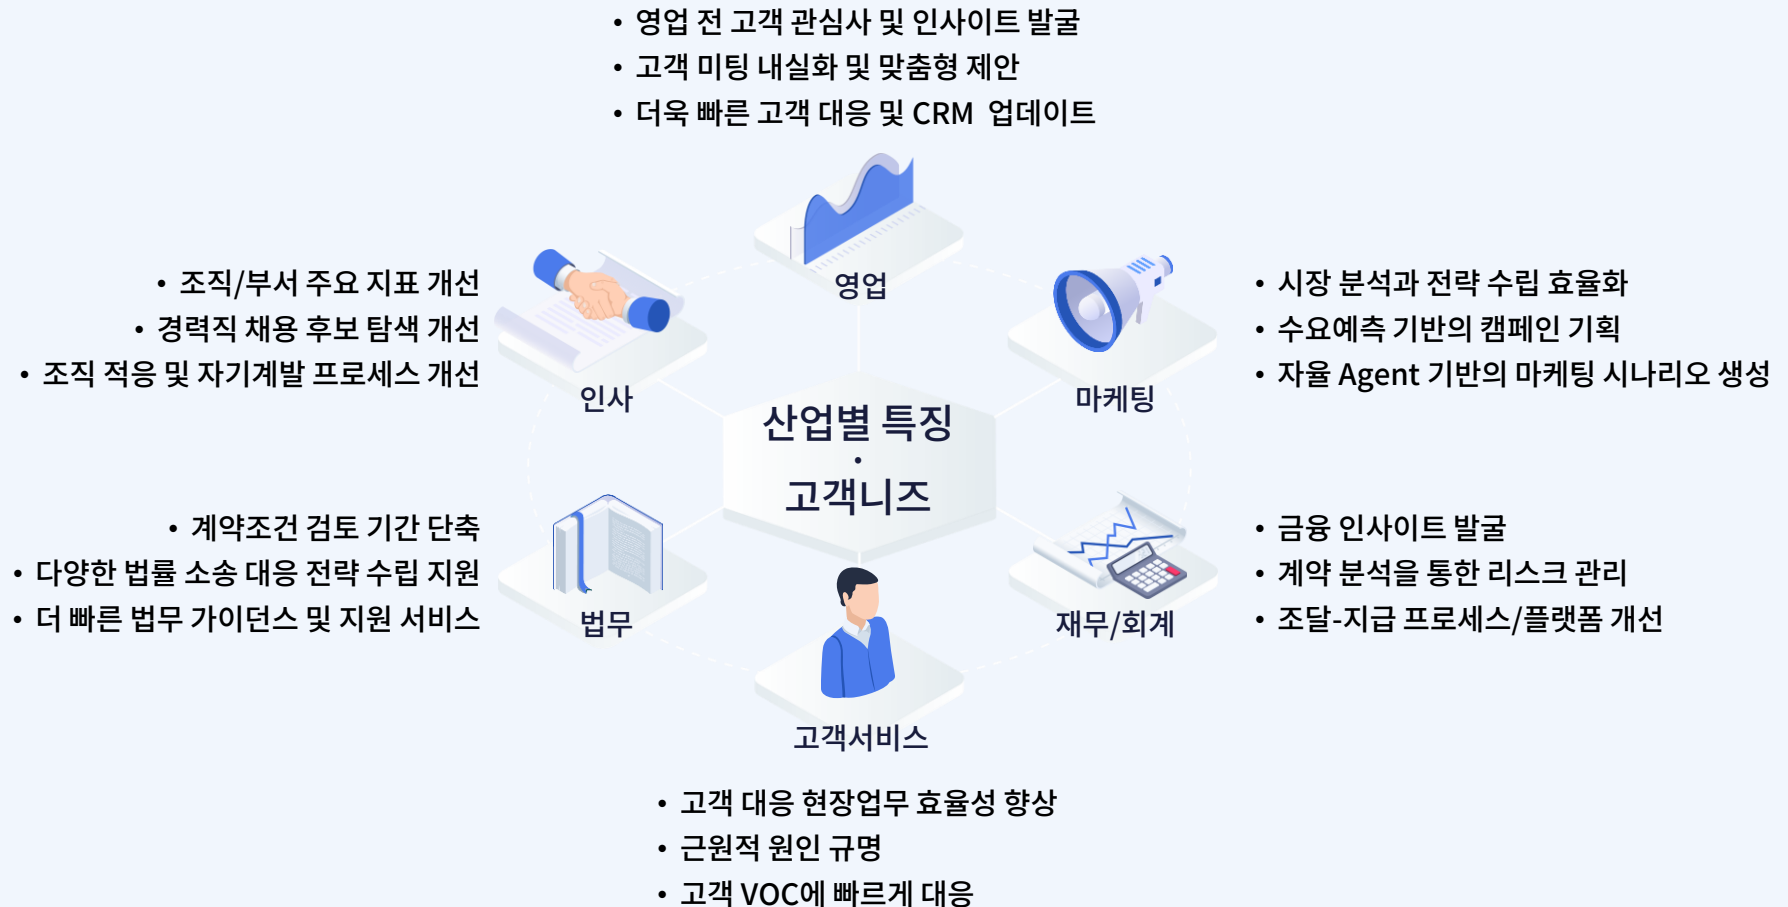 • 영업 전 고객 관심사 및 인사이트 발굴
• 고객 미팅 내실화 및 맞춤형 제안
• 더욱 빠른 고객 대응 및 CRM 업데이트
영업
• 조직/부서 주요 지표 개선
• 경력직 채용 후보 탐색 개선
• 조직 적응 및 자기계발 프로세스 개선
인사
• 시장 분석과 전략 수립 효율화
• 수요예측 기반의 캠페인 기획
• 자율 Agent 기반의 마케팅 시나리오 생성
마케팅
산업별 특징
•
고객니즈
• 계약조건 검토 기간 단축
• 다양한 법률 소송 대응 전략 수립 지원
• 더 빠른 법무 가이던스 및 지원 서비스
법무
• 금융 인사이트 발굴
• 계약 분석을 통한 리스크 관리
• 조달-지급 프로세스/플랫폼 개선
재무/회계
고객서비스
• 고객 대응 현장업무 효율성 향상
• 근원적 원인 규명
• 고객 VOC에 빠르게 대응